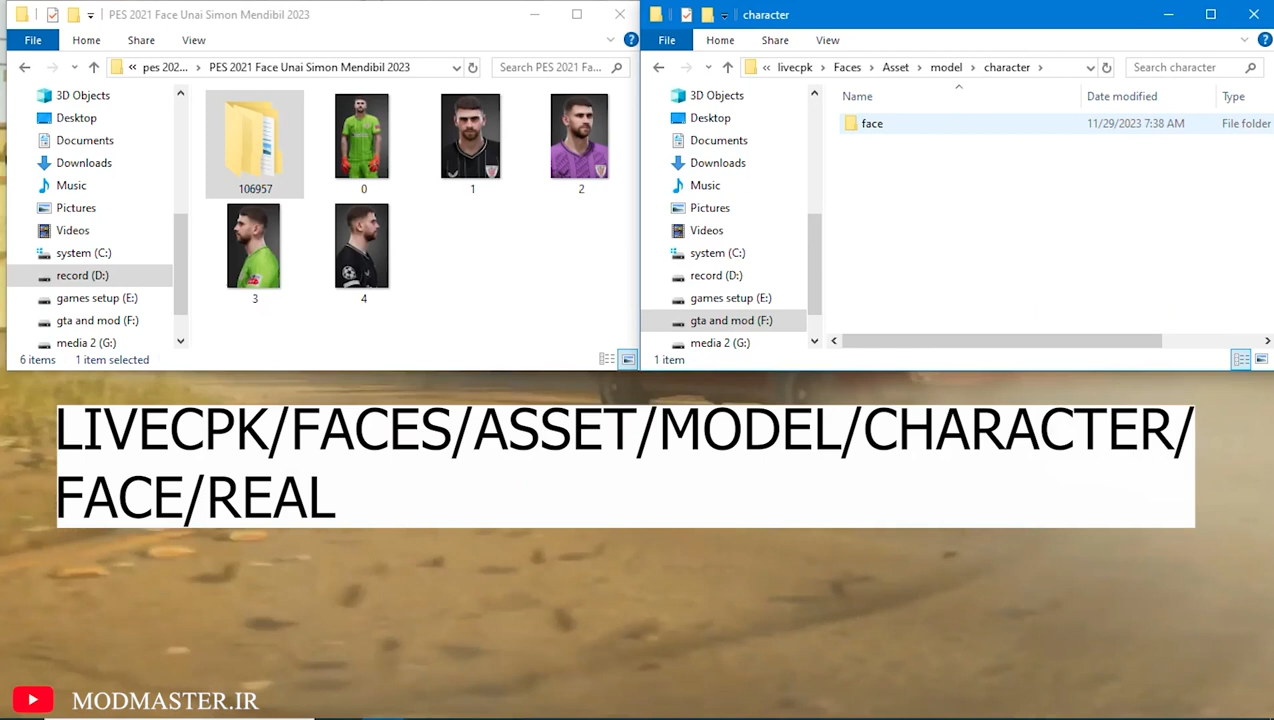 PES 2021 Face Unai Simon Mendibil 2023
File Home Share View
pes 202... PES 2021 Face Unai Simon Mendibil 2023 Search PES 2021 Fa...
3D Objects
Desktop
Documents
Downloads
Music
Pictures
Videos
system (C:)
record (D:)
games setup (E:)
gta and mod (F:)
media 2 (G:)
106957
0
1
2
3
4
6 items 1 item selected
character
File Home Share View
livecpk Faces Asset model character Search character
3D Objects
Desktop
Documents
Downloads
Music
Pictures
Videos
system (C:)
record (D:)
games setup (E:)
gta and mod (F:)
media 2 (G:)
Name Date modified Type
face 11/29/2023 7:38 AM File folder
1 item
LIVECPK/FACES/ASSET/MODEL/CHARACTER/
FACE/REAL
MODMASTER.IR